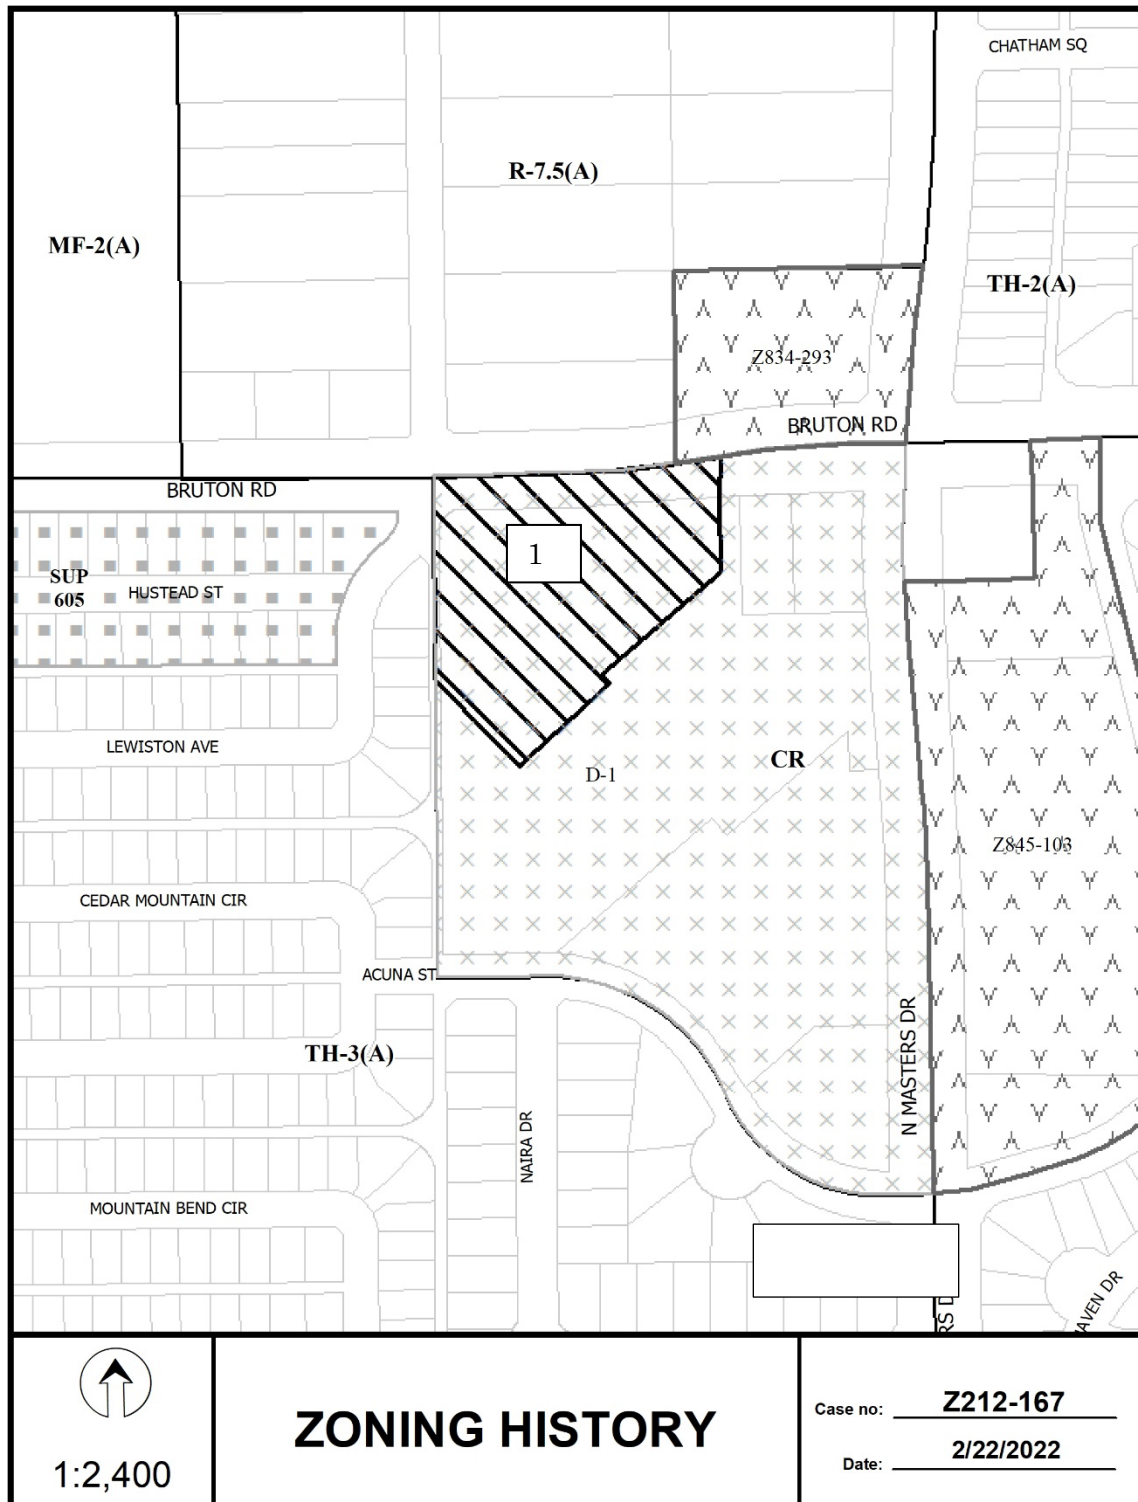 CHATHAM SQ
R-7.5(A)
MF-2(A)
TH-2(A)
Z834-293
BRUTON RD
BRUTON RD
1
SUP
605
HUSTEAD ST
LEWISTON AVE
D-1
CR
Z845-103
CEDAR MOUNTAIN CIR
ACUNA ST
TH-3(A)
N MASTERS DR
NAIRA DR
MOUNTAIN BEND CIR
1:2,400
ZONING HISTORY
Case no: Z212-167
Date: 2/22/2022